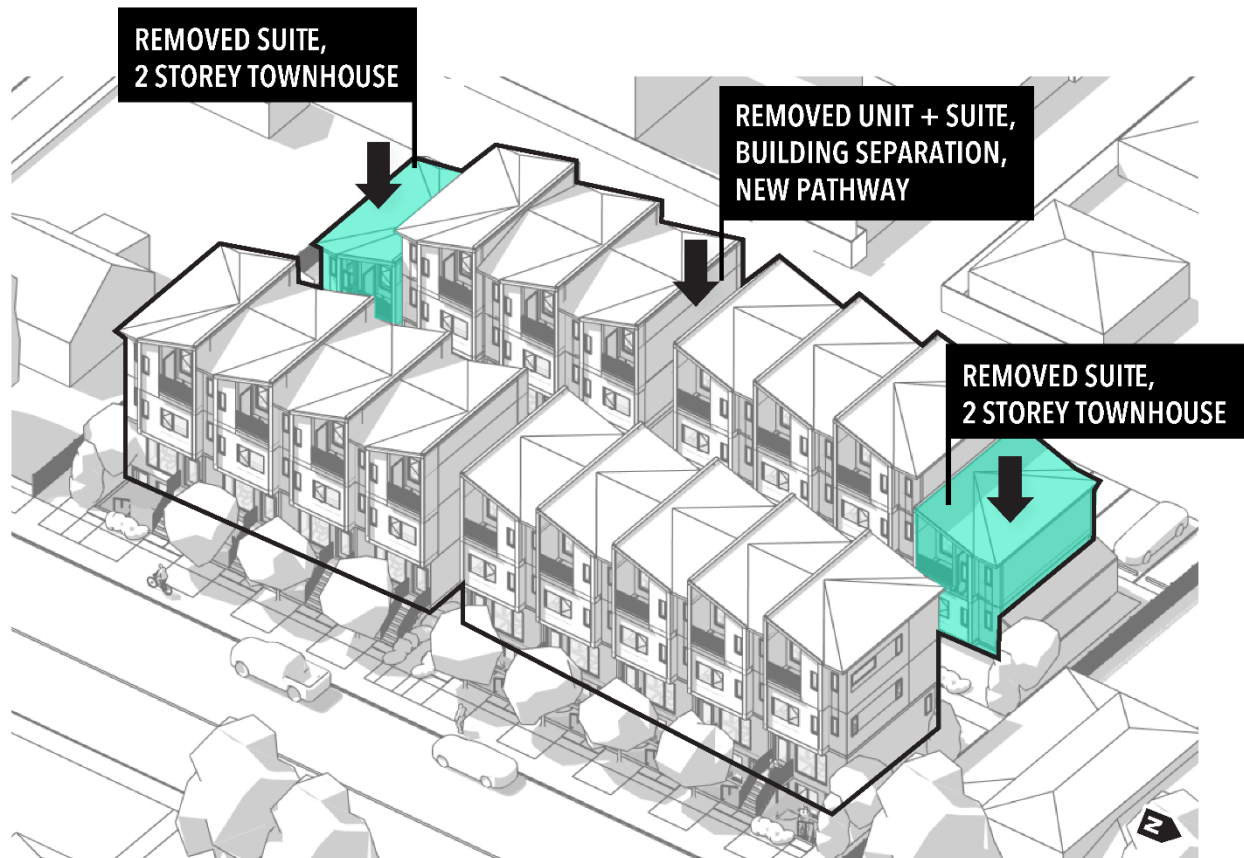 REMOVED SUITE,
2 STOREY TOWNHOUSE
REMOVED UNIT + SUITE,
BUILDING SEPARATION,
NEW PATHWAY
REMOVED SUITE,
2 STOREY TOWNHOUSE
N